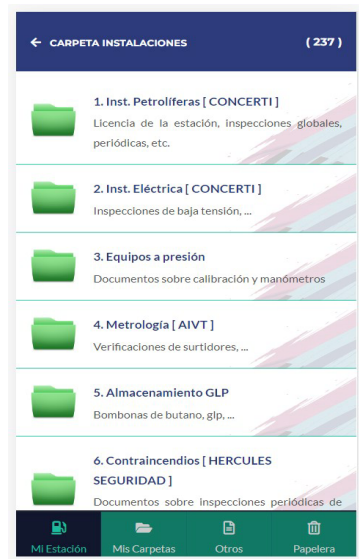 ← CARPETA INSTALACIONES ( 237 )
1. Inst. Petrolíferas [ CONCERTI ]
Licencia de la estación, inspecciones globales,
periódicas, etc.
2. Inst. Eléctrica [ CONCERTI ]
Inspecciones de baja tensión, ...
3. Equipos a presión
Documentos sobre calibración y manómetros
4. Metrología [ AIVT ]
Verificaciones de surtidores, ...
5. Almacenamiento GLP
Bombonas de butano, glp, ...
6. Contraincendios [ HERCULES
SEGURIDAD ]
Documentos sobre inspecciones periódicas de
Mi Estación Mis Carpetas Otros Papelera